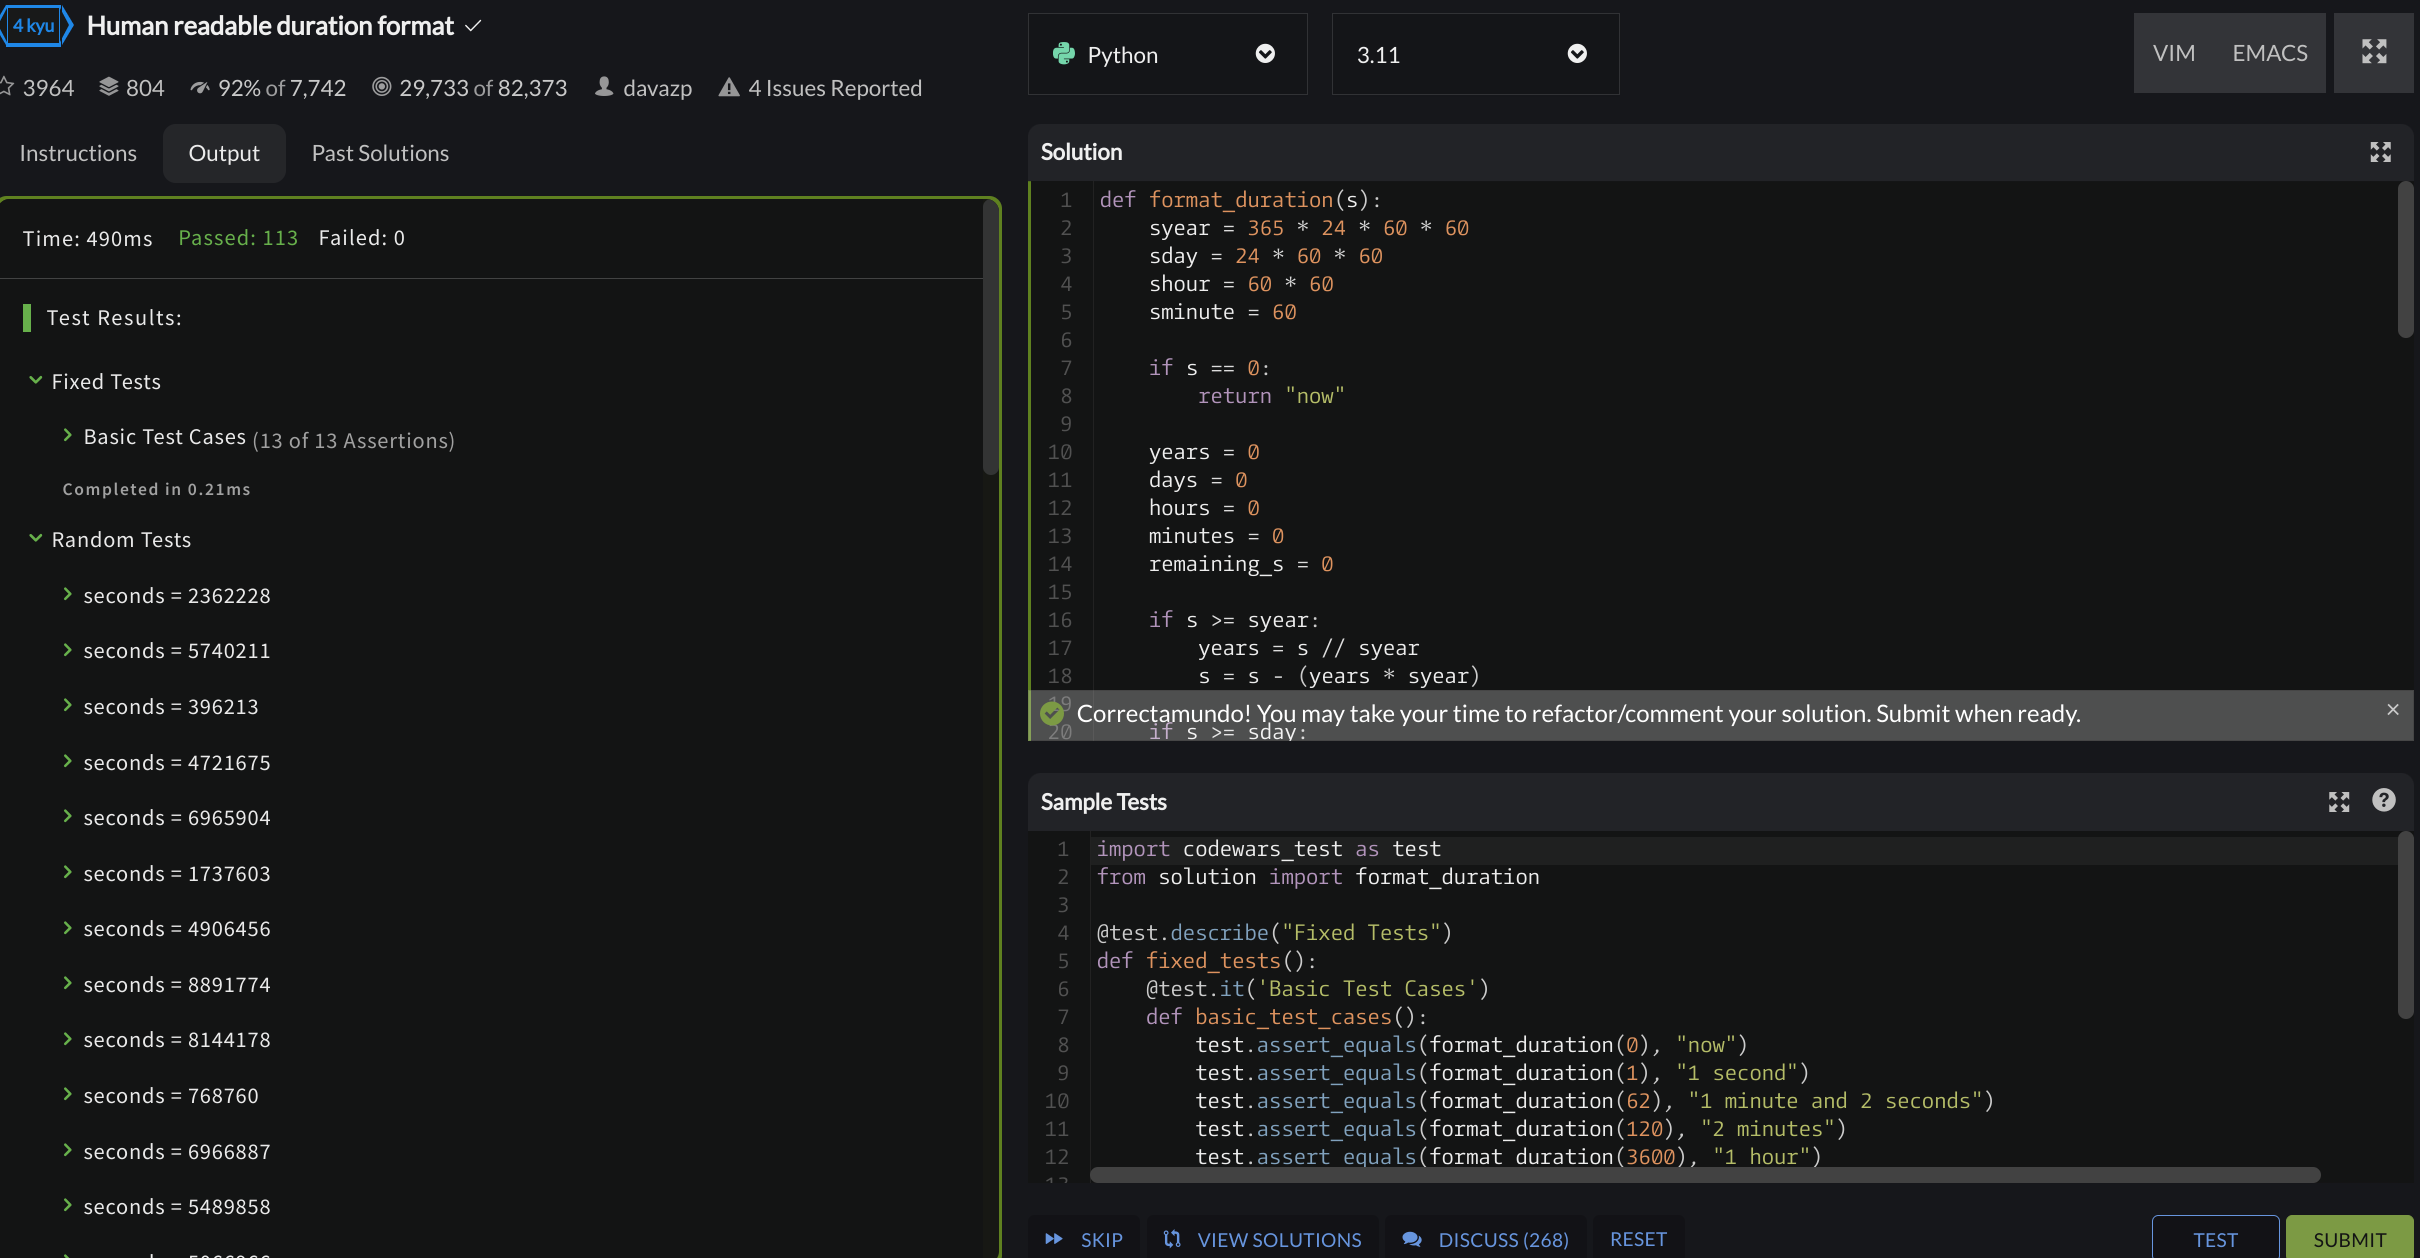 4 kyu Human readable duration format
3964 804 92% of 7,742 29,733 of 82,373 davazp 4 Issues Reported
Instructions Output Past Solutions
Time: 490ms Passed: 113 Failed: 0
Test Results:
Fixed Tests
Basic Test Cases (13 of 13 Assertions)
Completed in 0.21ms
Random Tests
seconds = 2362228
seconds = 5740211
seconds = 396213
seconds = 4721675
seconds = 6965904
seconds = 1737603
seconds = 4906456
seconds = 8891774
seconds = 8144178
seconds = 768760
seconds = 6966887
seconds = 5489858
Python 3.11 VIM EMACS
Solution
1 def format_duration(s):
2     syear = 365 * 24 * 60 * 60
3     sday = 24 * 60 * 60
4     shour = 60 * 60
5     sminute = 60
6
7     if s == 0:
8         return "now"
9
10     years = 0
11     days = 0
12     hours = 0
13     minutes = 0
14     remaining_s = 0
15
16     if s >= syear:
17         years = s // syear
18         s = s - (years * syear)
19
Correctamundo! You may take your time to refactor/comment your solution. Submit when ready.
20     if s >= sday:
Sample Tests
1 import codewars_test as test
2 from solution import format_duration
3
4 @test.describe("Fixed Tests")
5 def fixed_tests():
6     @test.it('Basic Test Cases')
7     def basic_test_cases():
8         test.assert_equals(format_duration(0), "now")
9         test.assert_equals(format_duration(1), "1 second")
10         test.assert_equals(format_duration(62), "1 minute and 2 seconds")
11         test.assert_equals(format_duration(120), "2 minutes")
12         test.assert_equals(format_duration(3600), "1 hour")
SKIP VIEW SOLUTIONS DISCUSS (268) RESET TEST SUBMIT